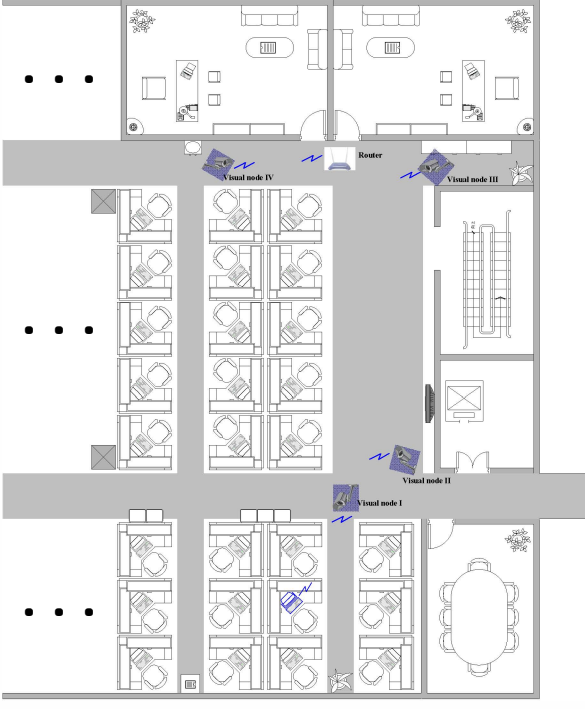 Router
Visual node IV
Visual node III
Visual node II
Visual node I